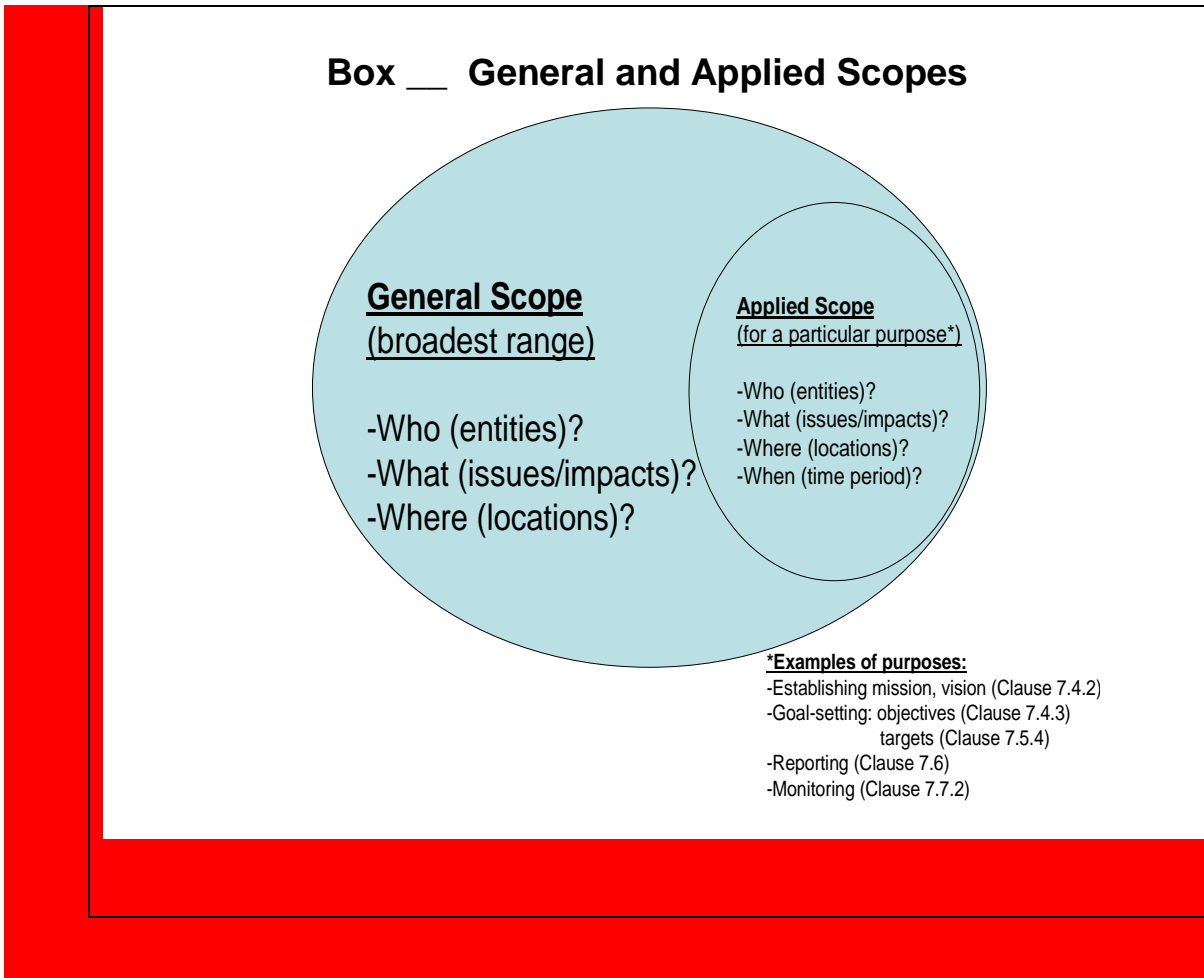 Box __ General and Applied Scopes
General Scope
(broadest range)
-Who (entities)?
-What (issues/impacts)?
-Where (locations)?
Applied Scope
(for a particular purpose*)
-Who (entities)?
-What (issues/impacts)?
-Where (locations)?
-When (time period)?
*Examples of purposes:
-Establishing mission, vision (Clause 7.4.2)
-Goal-setting: objectives (Clause 7.4.3)
targets (Clause 7.5.4)
-Reporting (Clause 7.6)
-Monitoring (Clause 7.7.2)